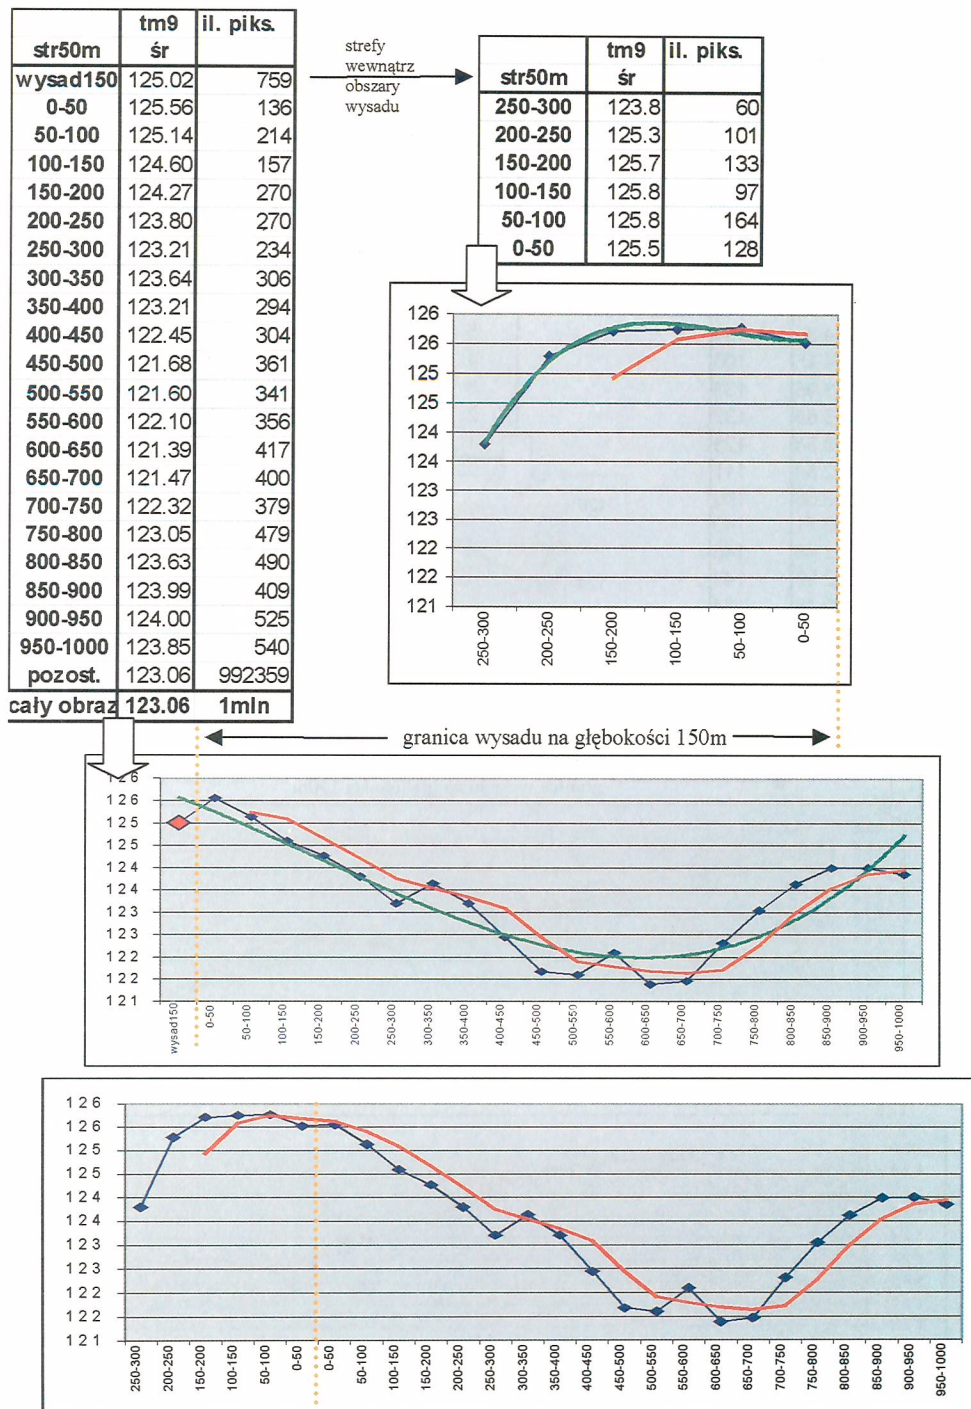 str50m tm9 śr il. piks.
wysad150 125.02 759
0-50 125.56 136
50-100 125.14 214
100-150 124.60 157
150-200 124.27 270
200-250 123.80 270
250-300 123.21 234
300-350 123.64 306
350-400 123.21 294
400-450 122.45 304
450-500 121.68 361
500-550 121.60 341
550-600 122.10 356
600-650 121.39 417
650-700 121.47 400
700-750 122.32 379
750-800 123.05 479
800-850 123.63 490
850-900 123.99 409
900-950 124.00 525
950-1000 123.85 540
pozost. 123.06 992359
cały obraz 123.06 1mln
strefy
wewnątrz
obszary
wysadu
str50m tm9 śr il. piks.
250-300 123.8 60
200-250 125.3 101
150-200 125.7 133
100-150 125.8 97
50-100 125.8 164
0-50 125.5 128
126
126
125
125
124
124
123
123
122
122
121
250-300
200-250
150-200
100-150
50-100
0-50
granica wysadu na głębokości 150m
126
126
125
125
124
124
123
123
122
122
121
wysad150
0-50
50-100
100-150
150-200
200-250
250-300
300-350
350-400
400-450
450-500
500-550
550-600
600-650
650-700
700-750
750-800
800-850
850-900
900-950
950-1000
126
126
125
125
124
124
123
123
122
122
121
250-300
200-250
150-200
100-150
50-100
0-50
0-50
50-100
100-150
150-200
200-250
250-300
300-350
350-400
400-450
450-500
500-550
550-600
600-650
650-700
700-750
750-800
800-850
850-900
900-950
950-1000